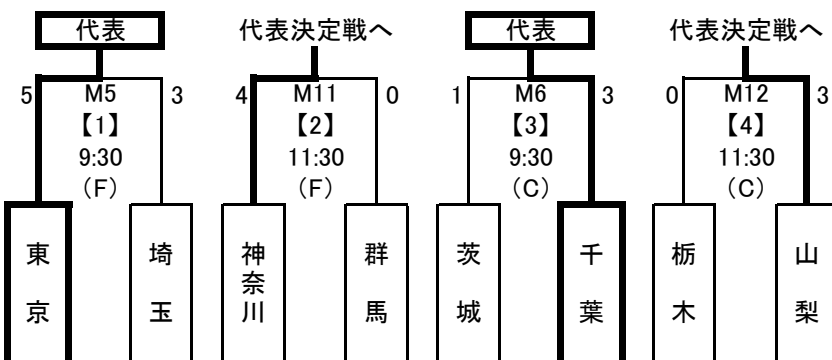 代表 代表決定戦へ 代表 代表決定戦へ
5 M5 3 4 M11 0 1 M6 3 0 M12 3
【1】 【2】 【3】 【4】
9:30 11:30 9:30 11:30
(F) (F) (C) (C)
東京 埼玉 神奈川 群馬 茨城 千葉 栃木 山梨